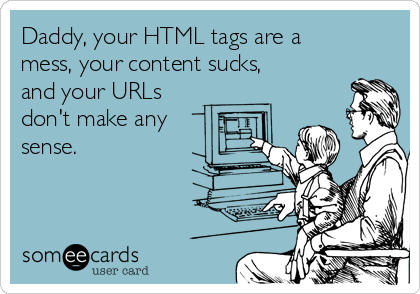 Daddy, your HTML tags are a
mess, your content sucks,
and your URLs
don't make any
sense.
someecards
user card